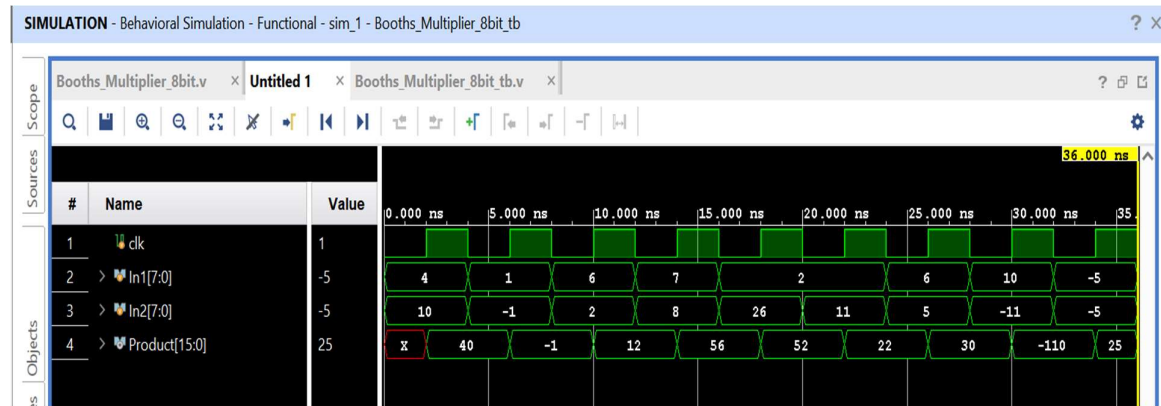 SIMULATION - Behavioral Simulation - Functional - sim_1 - Booths_Multiplier_8bit_tb ? ×
Scope
Sources
Objects
Booths_Multiplier_8bit.v × Untitled 1 × Booths_Multiplier_8bit_tb.v × ?
36.000 ns
# Name Value 0.000 ns 5.000 ns 10.000 ns 15.000 ns 20.000 ns 25.000 ns 30.000 ns 35.
1 clk 1
2 > In1[7:0] -5 4 1 6 7 2 6 10 -5
3 > In2[7:0] -5 10 -1 2 8 26 11 5 -11 -5
4 > Product[15:0] 25 X 40 -1 12 56 52 22 30 -110 25